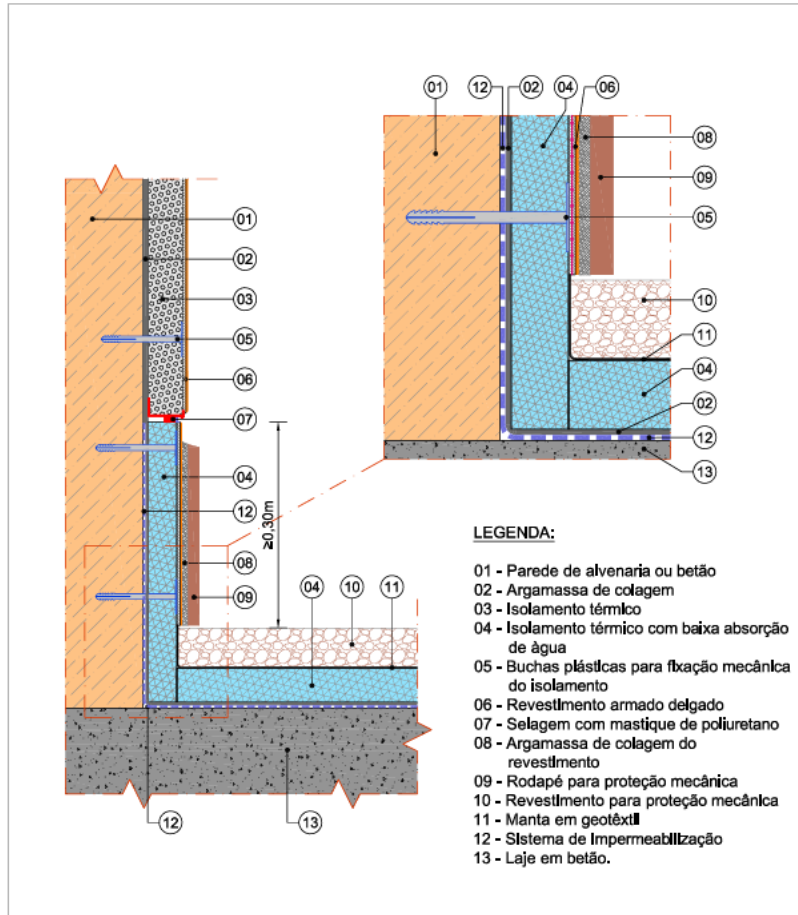 01
12
02
04
06
08
09
05
10
11
04
02
12
13
01
02
03
05
06
07
04
12
≥0,30m
08
09
04
10
11
12
13
LEGENDA:
01 - Parede de alvenaria ou betão
02 - Argamassa de colagem
03 - Isolamento térmico
04 - Isolamento térmico com baixa absorção
de àgua
05 - Buchas plásticas para fixação mecânica
do isolamento
06 - Revestimento armado delgado
07 - Selagem com mastique de poliuretano
08 - Argamassa de colagem do
revestimento
09 - Rodapé para proteção mecânica
10 - Revestimento para proteção mecânica
11 - Manta em geotêxtil
12 - Sistema de impermeabilização
13 - Laje em betão.